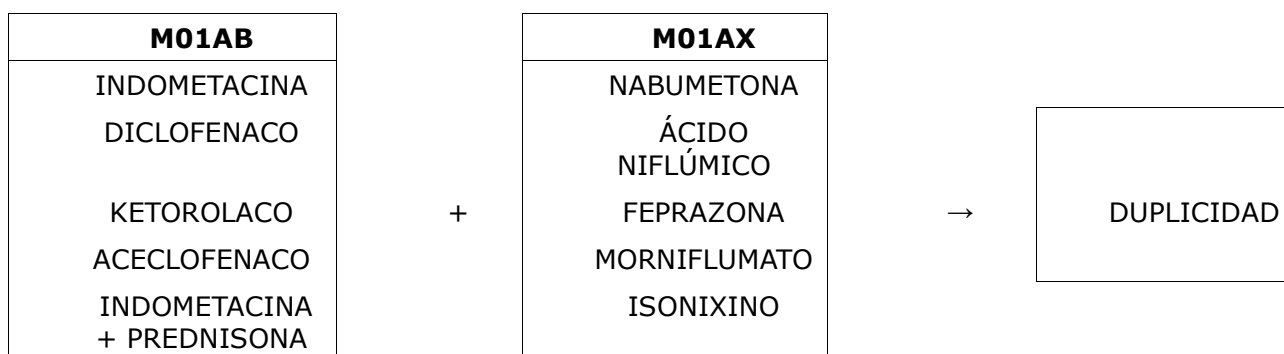 M01AB
INDOMETACINA
DICLOFENACO
KETOROLACO
ACECLOFENACO
INDOMETACINA
+ PREDNISONA
+
M01AX
NABUMETONA
ÁCIDO
NIFLÚMICO
FEPRAZONA
MORNIFLUMATO
ISONIXINO
→
DUPLICIDAD